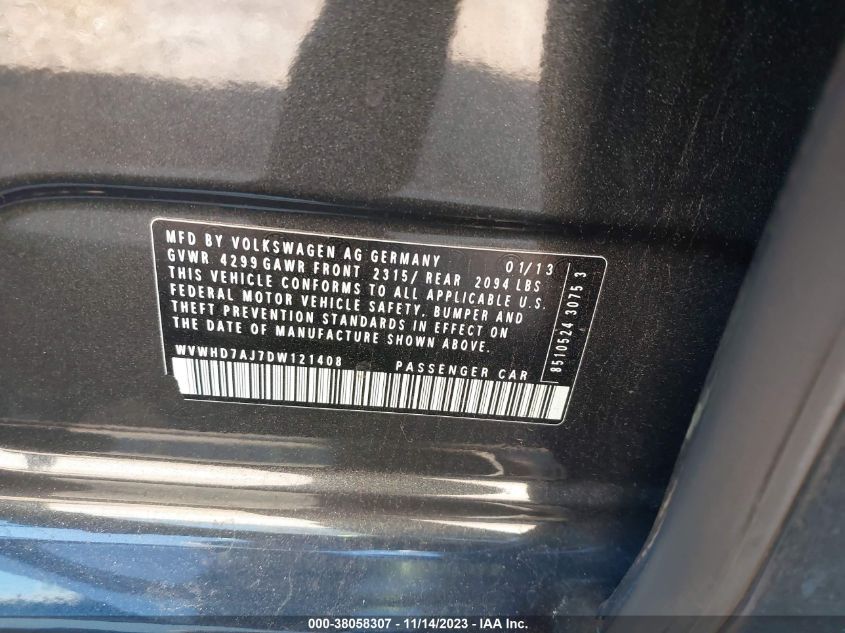 MFD BY VOLKSWAGEN AG GERMANY 01/13
GVWR 4299 GAWR FRONT 2315/ REAR 2094 LBS
THIS VEHICLE CONFORMS TO ALL APPLICABLE U.S.
FEDERAL MOTOR VEHICLE SAFETY, BUMPER AND
THEFT PREVENTION STANDARDS IN EFFECT ON
THE DATE OF MANUFACTURE SHOWN ABOVE.
WVWHD7AJ7DW121408 PASSENGER CAR
8510524 3075 3
000-38058307 - 11/14/2023 - IAA Inc.